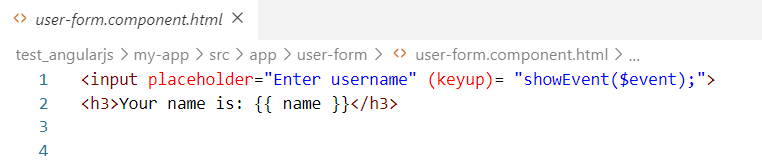 <> user-form.component.html ×
test_angularjs > my-app > src > app > user-form > <> user-form.component.html > ...
1 <input placeholder="Enter username" (keyup)= "showEvent($event);">
2 <h3>Your name is: {{ name }}</h3>
3
4